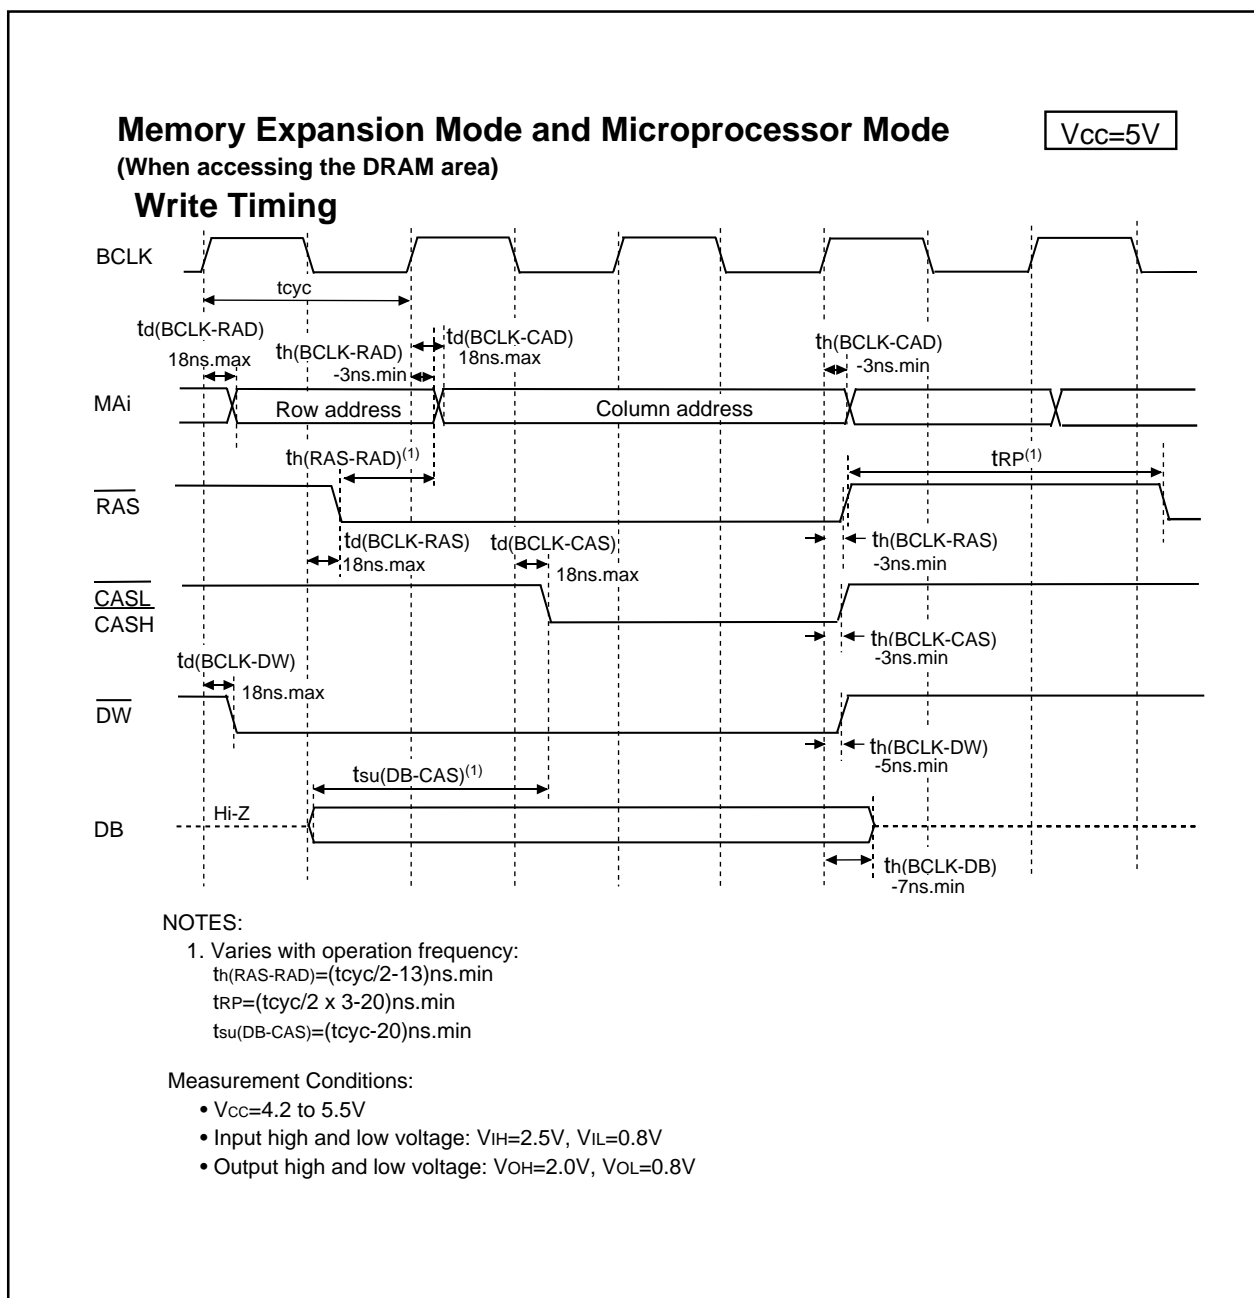 Memory Expansion Mode and Microprocessor Mode
Vcc=5V
(When accessing the DRAM area)
Write Timing
BCLK
tcyc
td(BCLK-RAD)
18ns.max
th(BCLK-RAD)
-3ns.min
td(BCLK-CAD)
18ns.max
th(BCLK-CAD)
-3ns.min
MAi
Row address
Column address
th(RAS-RAD)(1)
tRP(1)
RAS
td(BCLK-RAS)
18ns.max
td(BCLK-CAS)
18ns.max
th(BCLK-RAS)
-3ns.min
CASL
CASH
th(BCLK-CAS)
-3ns.min
td(BCLK-DW)
18ns.max
DW
th(BCLK-DW)
-5ns.min
tsu(DB-CAS)(1)
Hi-Z
DB
th(BCLK-DB)
-7ns.min
NOTES:
1. Varies with operation frequency:
th(RAS-RAD)=(tcyc/2-13)ns.min
tRP=(tcyc/2 x 3-20)ns.min
tsu(DB-CAS)=(tcyc-20)ns.min
Measurement Conditions:
• VCC=4.2 to 5.5V
• Input high and low voltage: VIH=2.5V, VIL=0.8V
• Output high and low voltage: VOH=2.0V, VOL=0.8V